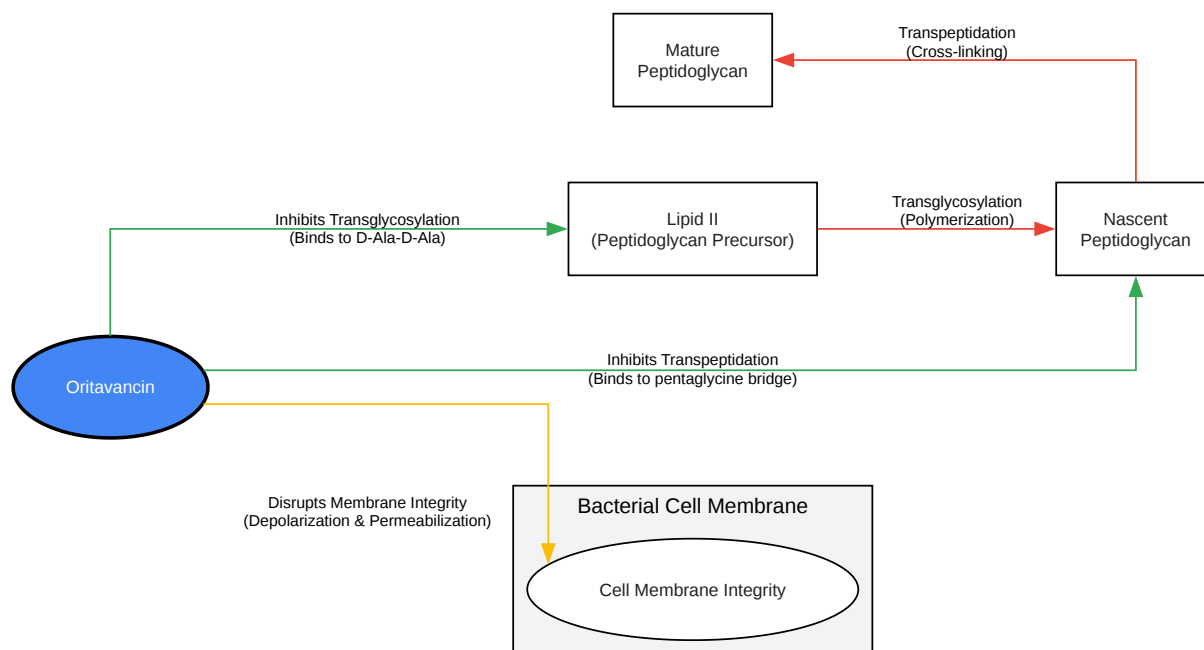 Mature
Peptidoglycan
Transpeptidation
(Cross-linking)
Inhibits Transglycosylation
(Binds to D-Ala-D-Ala)
Lipid II
(Peptidoglycan Precursor)
Transglycosylation
(Polymerization)
Nascent
Peptidoglycan
Oritavancin
Inhibits Transpeptidation
(Binds to pentaglycine bridge)
Disrupts Membrane Integrity
(Depolarization & Permeabilization)
Bacterial Cell Membrane
Cell Membrane Integrity